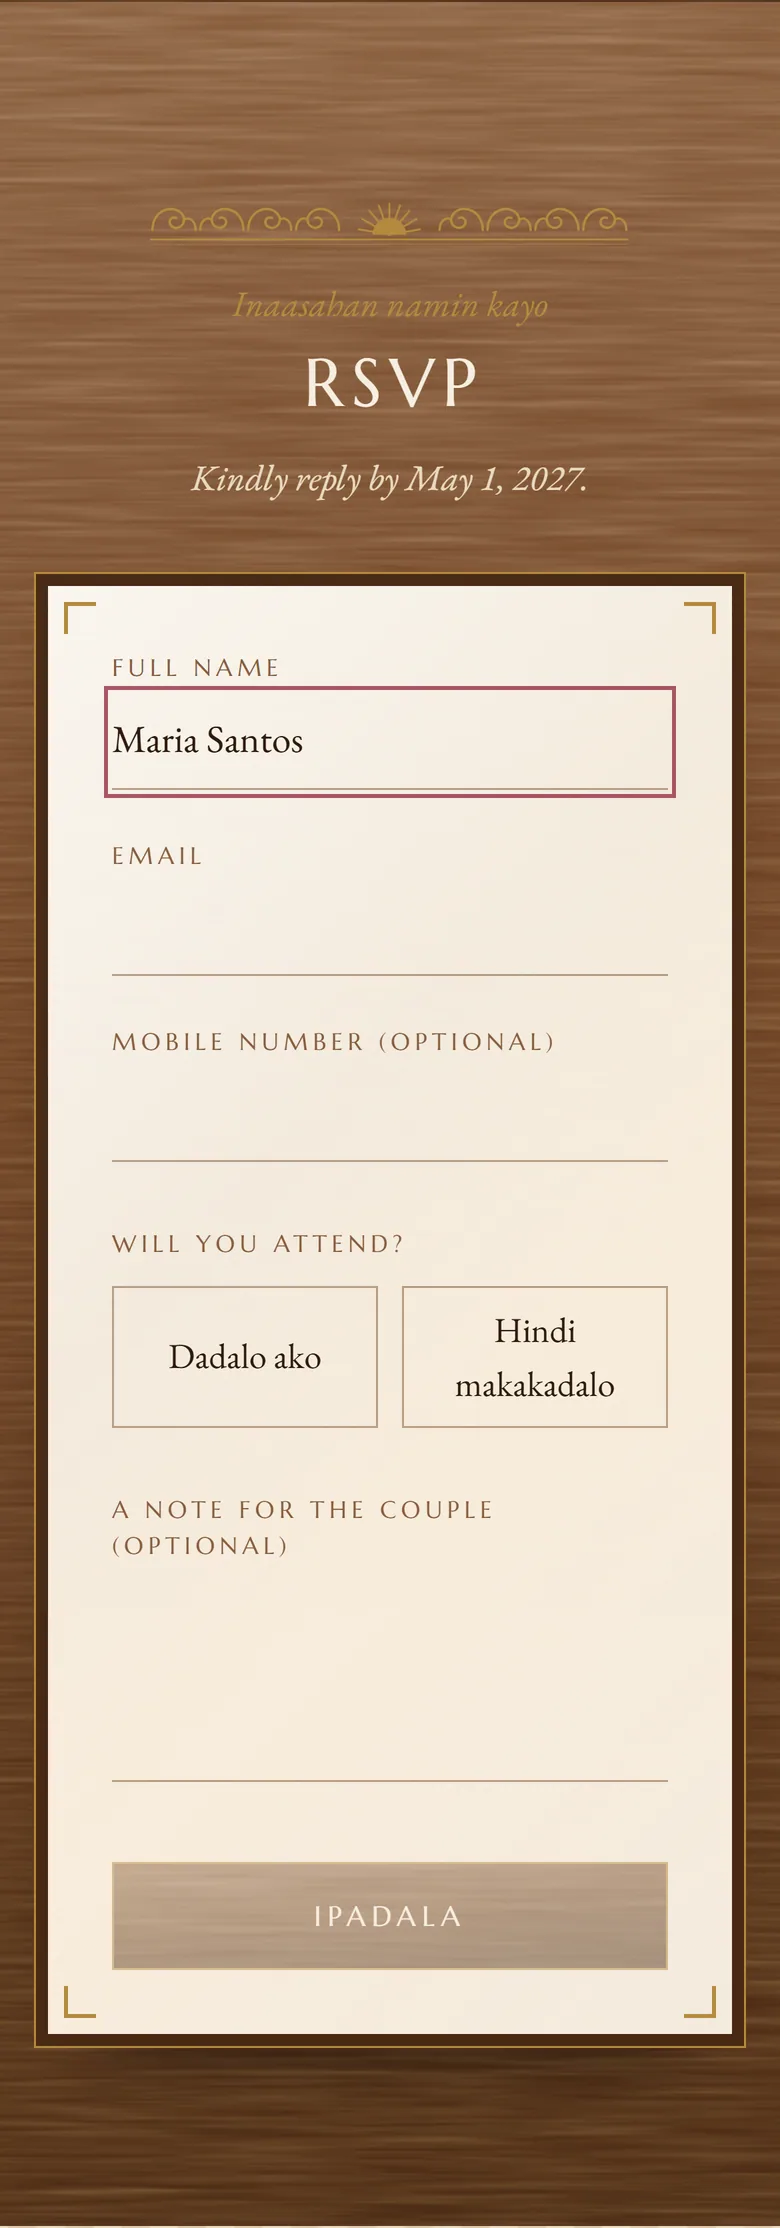 Inaasahan namin kayo
RSVP
Kindly reply by May 1, 2027.
FULL NAME
Maria Santos
EMAIL
MOBILE NUMBER (OPTIONAL)
WILL YOU ATTEND?
Dadalo ako
Hindi
makakadalo
A NOTE FOR THE COUPLE
(OPTIONAL)
IPADALA